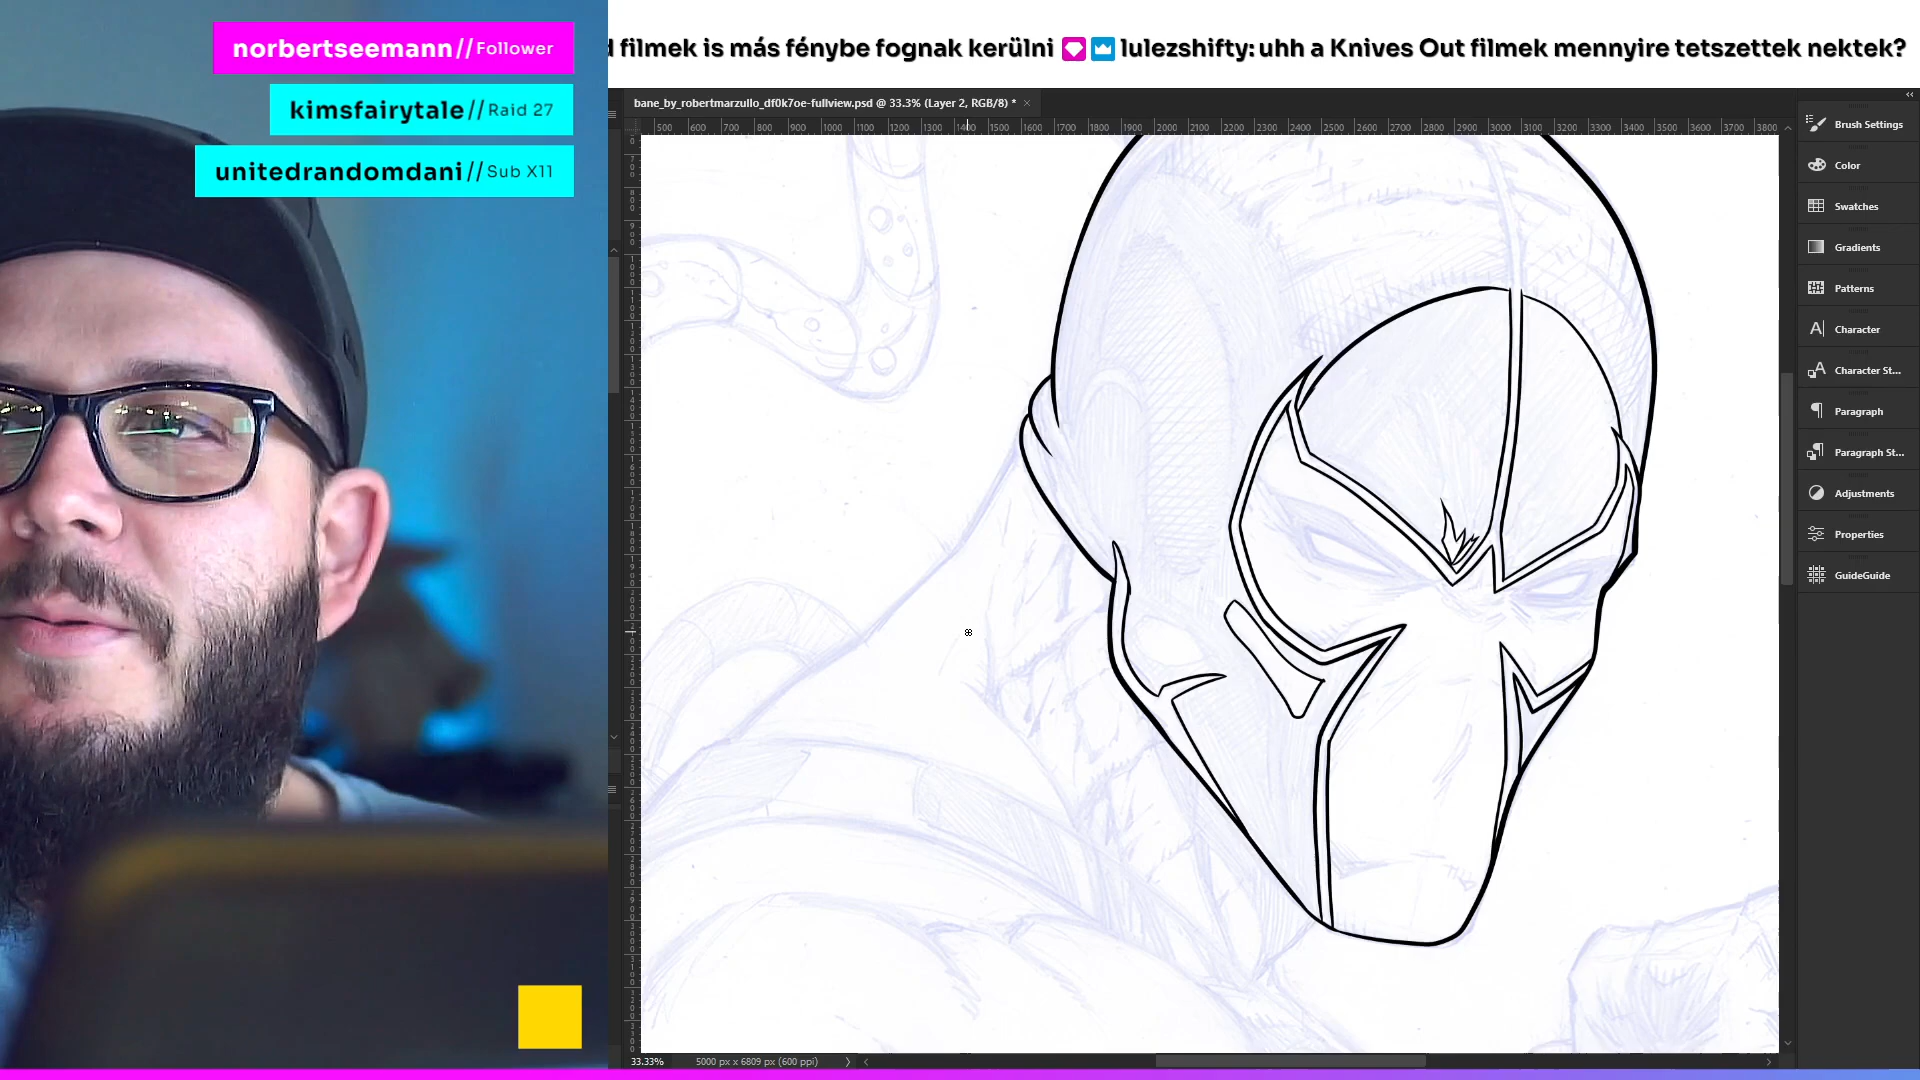 norbertseemann//Follower
kimsfairytale//Raid 27
unitedrandomdani//Sub X11
filmek is más fénybe fognak kerülni lulezshifty: uhh a Knives Out filmek mennyire tetszettek nektek?
bane_by_robertmarzullo_df0k7oe-fullview.psd @ 33.3% (Layer 2, RGB/8) * ×
500 600 700 800 900 1000 1100 1200 1300 1400 1500 1600 1700 1800 1900 2000 2100 2200 2300 2400 2500 2600 2700 2800 2900 3000 3100 3200 3300 3400 3500 3600 3700 3800
Brush Settings
Color
Swatches
Gradients
Patterns
Character
Character St...
Paragraph
Paragraph St...
Adjustments
Properties
GuideGuide
33.33% 5000 px x 6809 px (600 ppi)